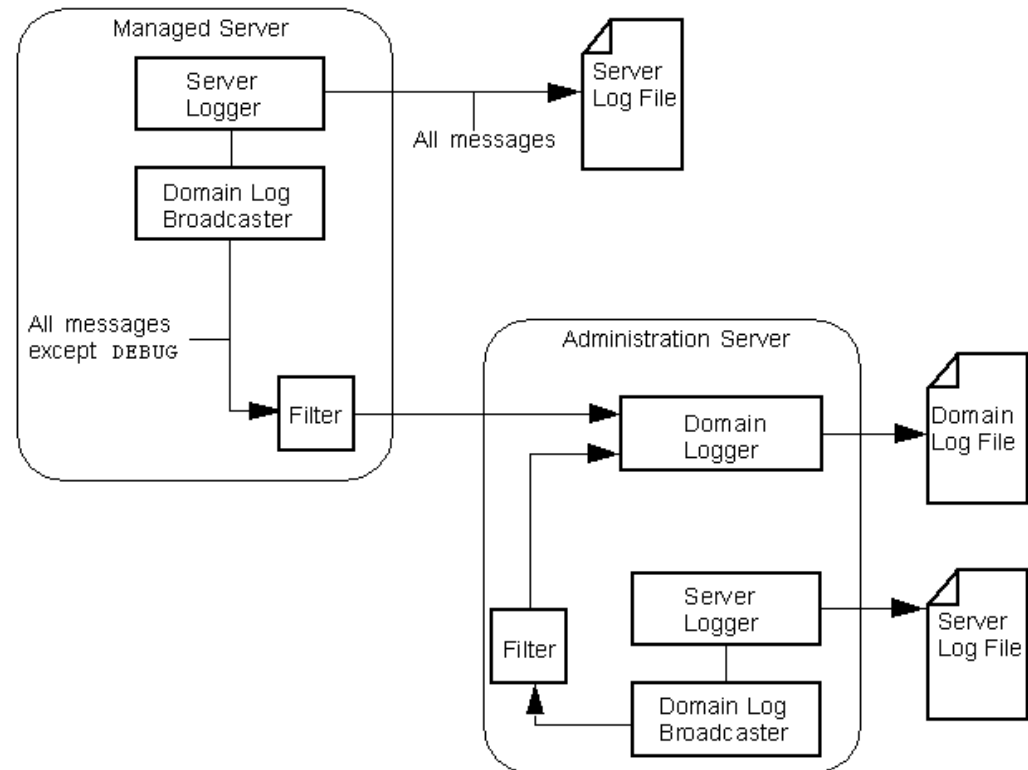 Managed Server
Server
Logger
Server
Log File
All messages
Domain Log
Broadcaster
All messages
except DEBUG
Filter
Administration Server
Domain
Logger
Domain
Log File
Server
Logger
Server
Log File
Filter
Domain Log
Broadcaster